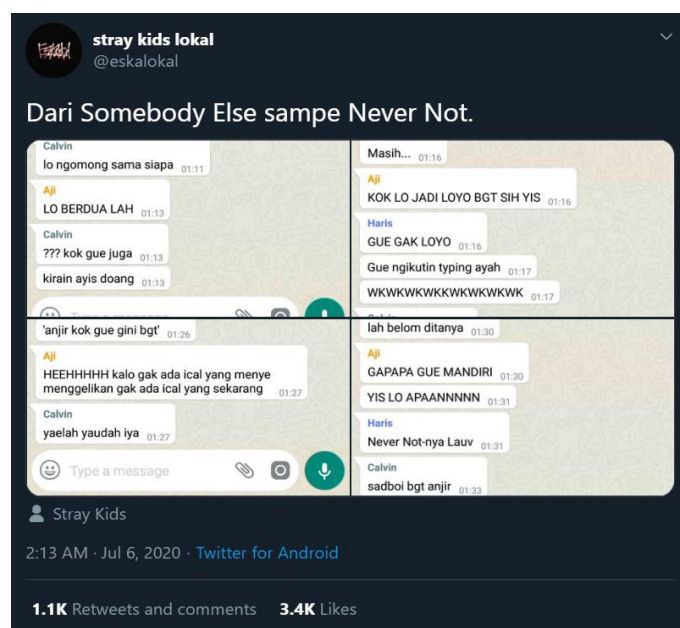 stray kids lokal
@eskalokal
Dari Somebody Else sampe Never Not.
Calvin
lo ngomong sama siapa 01:11
Aji
LO BERDUA LAH 01:13
Calvin
??? kok gue juga 01:13
kirain ayis doang 01:13
Masih... 01:16
Aji
KOK LO JADI LOYO BGT SIH YIS 01:16
Haris
GUE GAK LOYO 01:16
Gue ngikutin typing ayah 01:17
WKWKWKWKKWKWKWKWK 01:17
'anjir kok gue gini bgt' 01:26
Aji
HEEHHHHH kalo gak ada ical yang menye
menggelikan gak ada ical yang sekarang 01:27
Calvin
yaelah yaudah iya 01:27
Type a message
lah belom ditanya 01:30
Aji
GAPAPA GUE MANDIRI 01:30
YIS LO APAANNNNN 01:31
Haris
Never Not-nya Lauv 01:31
Calvin
sadboi bgt anjir 01:33
Stray Kids
2:13 AM · Jul 6, 2020 · Twitter for Android
1.1K Retweets and comments 3.4K Likes